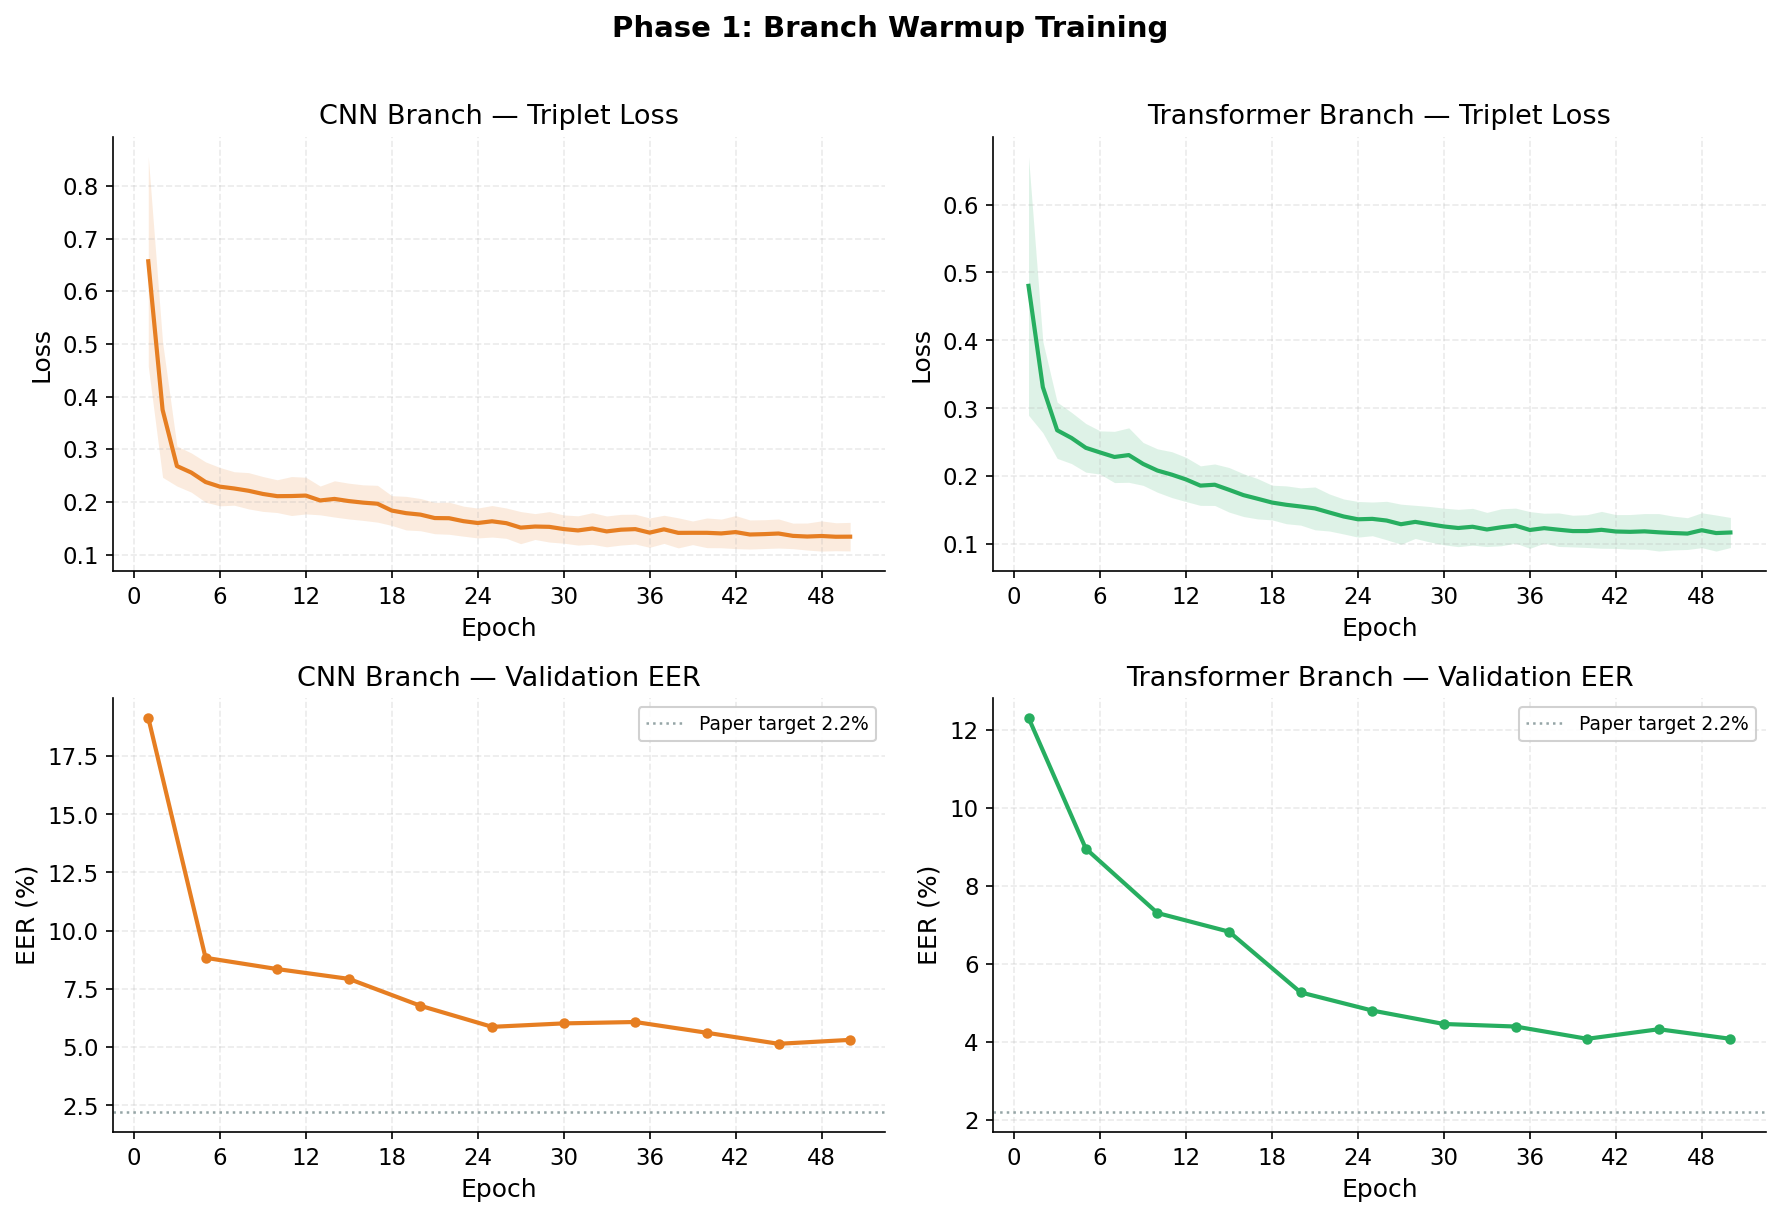 Phase 1: Branch Warmup Training
CNN Branch — Triplet Loss
Loss
0.8
0.7
0.6
0.5
0.4
0.3
0.2
0.1
0 6 12 18 24 30 36 42 48
Epoch
Transformer Branch — Triplet Loss
Loss
0.6
0.5
0.4
0.3
0.2
0.1
0 6 12 18 24 30 36 42 48
Epoch
CNN Branch — Validation EER
Paper target 2.2%
EER (%)
17.5
15.0
12.5
10.0
7.5
5.0
2.5
0 6 12 18 24 30 36 42 48
Epoch
Transformer Branch — Validation EER
Paper target 2.2%
EER (%)
12
10
8
6
4
2
0 6 12 18 24 30 36 42 48
Epoch